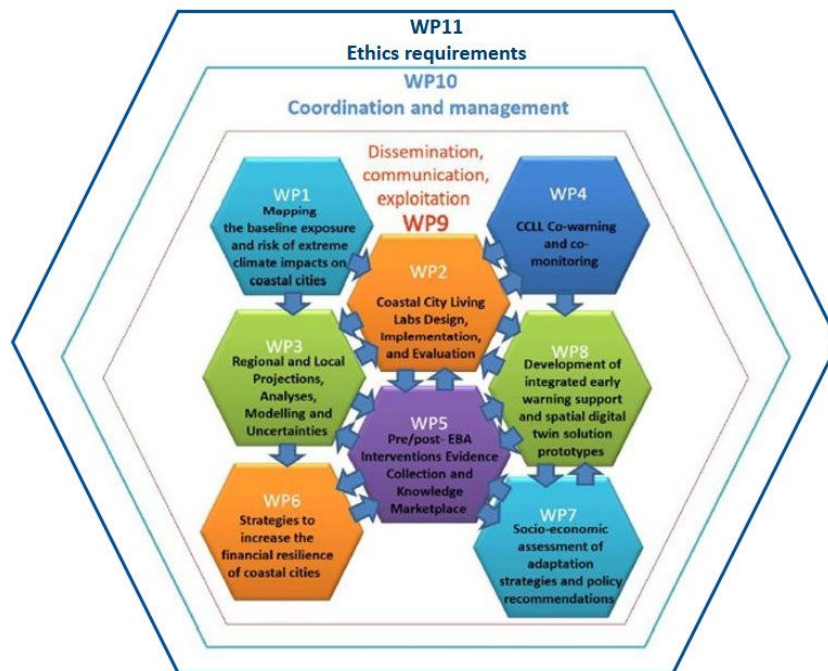 WP11
Ethics requirements
WP10
Coordination and management
Dissemination,
communication,
exploitation
WP9
WP1
Mapping
the baseline exposure
and risk of extreme
climate impacts on
coastal cities
WP4
CCLL Co-warning
and co-
monitoring
WP2
Coastal City Living
Labs Design,
Implementation,
and Evaluation
WP3
Regional and Local
Projections,
Analyses,
Modelling and
Uncertainties
WP8
Development of
integrated early
warning support
and spatial digital
twin solution
prototypes
WP5
Pre/post- EBA
Interventions Evidence
Collection and
Knowledge
Marketplace
WP6
Strategies to
increase the
financial resilience
of coastal cities
WP7
Socio-economic
assessment of
adaptation
strategies and policy
recommendations